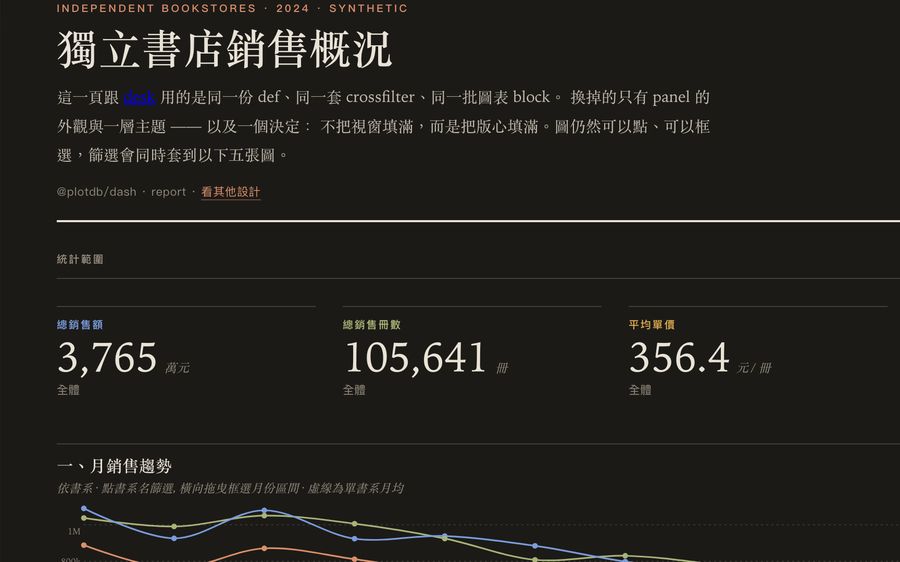 INDEPENDENT BOOKSTORES · 2024 · SYNTHETIC
獨立書店銷售概況
這一頁跟 desk 用的是同一份 def、同一套 crossfilter、同一批圖表 block。 換掉的只有 panel 的
外觀與一層主題 —— 以及一個決定： 不把視窗填滿，而是把版心填滿。圖仍然可以點、可以框
選，篩選會同時套到以下五張圖。
@plotdb/dash · report · 看其他設計
統計範圍
總銷售額 總銷售冊數 平均單價
3,765 萬元 105,641 冊 356.4 元/ 冊
全體 全體 全體
一、月銷售趨勢
依書系 · 點書系名篩選, 橫向拖曳框選月份區間 · 虛線為單書系月均
1M
800k